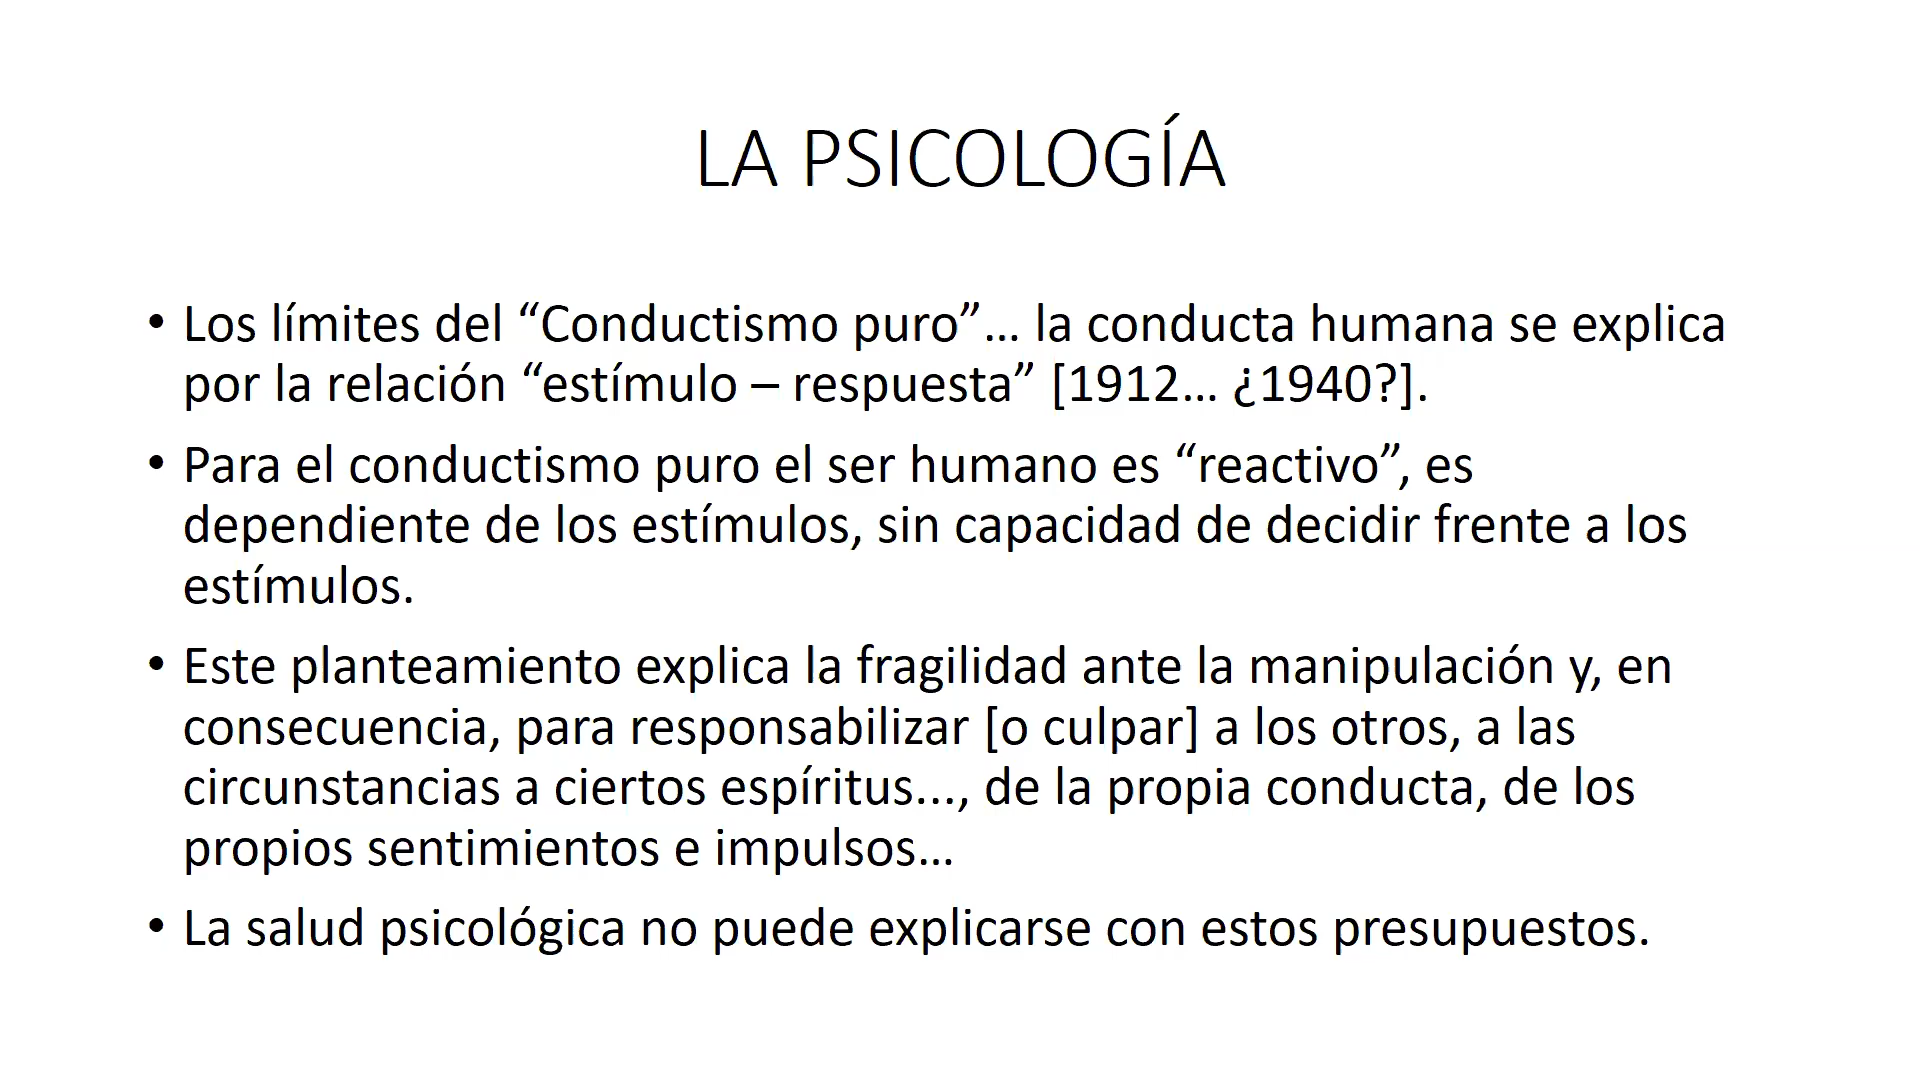 LA PSICOLOGÍA
• Los límites del “Conductismo puro”… la conducta humana se explica
por la relación “estímulo – respuesta” [1912… ¿1940?].
• Para el conductismo puro el ser humano es “reactivo”, es
dependiente de los estímulos, sin capacidad de decidir frente a los
estímulos.
• Este planteamiento explica la fragilidad ante la manipulación y, en
consecuencia, para responsabilizar [o culpar] a los otros, a las
circunstancias a ciertos espíritus..., de la propia conducta, de los
propios sentimientos e impulsos…
• La salud psicológica no puede explicarse con estos presupuestos.